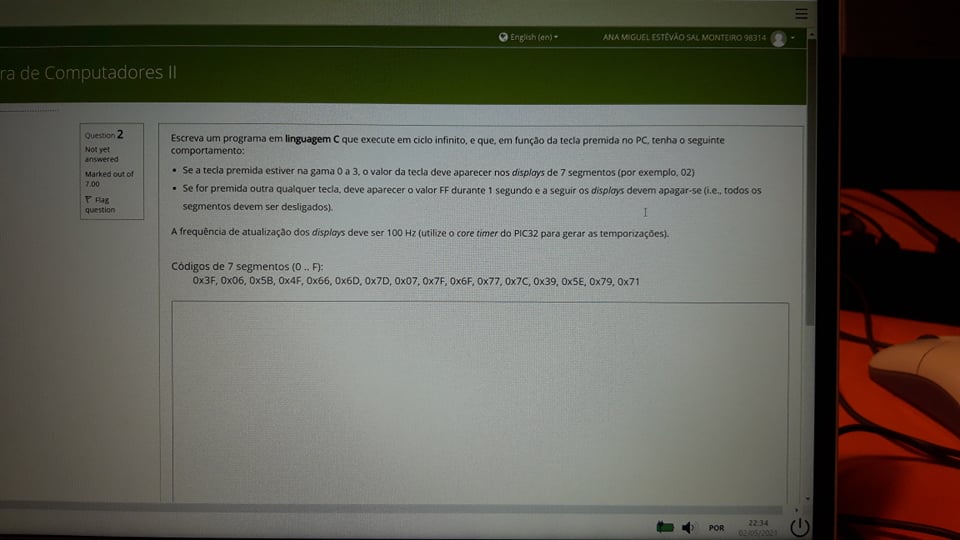 English (en)
ANA MIGUEL ESTÊVÃO SAL MONTEIRO 98314
ra de Computadores II
Question 2
Not yet
answered
Marked out of
7.00
Flag
question
Escreva um programa em linguagem C que execute em ciclo infinito, e que, em função da tecla premida no PC, tenha o seguinte
comportamento:
• Se a tecla premida estiver na gama 0 a 3, o valor da tecla deve aparecer nos displays de 7 segmentos (por exemplo, 02)
• Se for premida outra qualquer tecla, deve aparecer o valor FF durante 1 segundo e a seguir os displays devem apagar-se (i.e., todos os
segmentos devem ser desligados).
A frequência de atualização dos displays deve ser 100 Hz (utilize o core timer do PIC32 para gerar as temporizações).
Códigos de 7 segmentos (0 .. F):
0x3F, 0x06, 0x5B, 0x4F, 0x66, 0x6D, 0x7D, 0x07, 0x7F, 0x6F, 0x77, 0x7C, 0x39, 0x5E, 0x79, 0x71
POR
22:34
02/05/2021